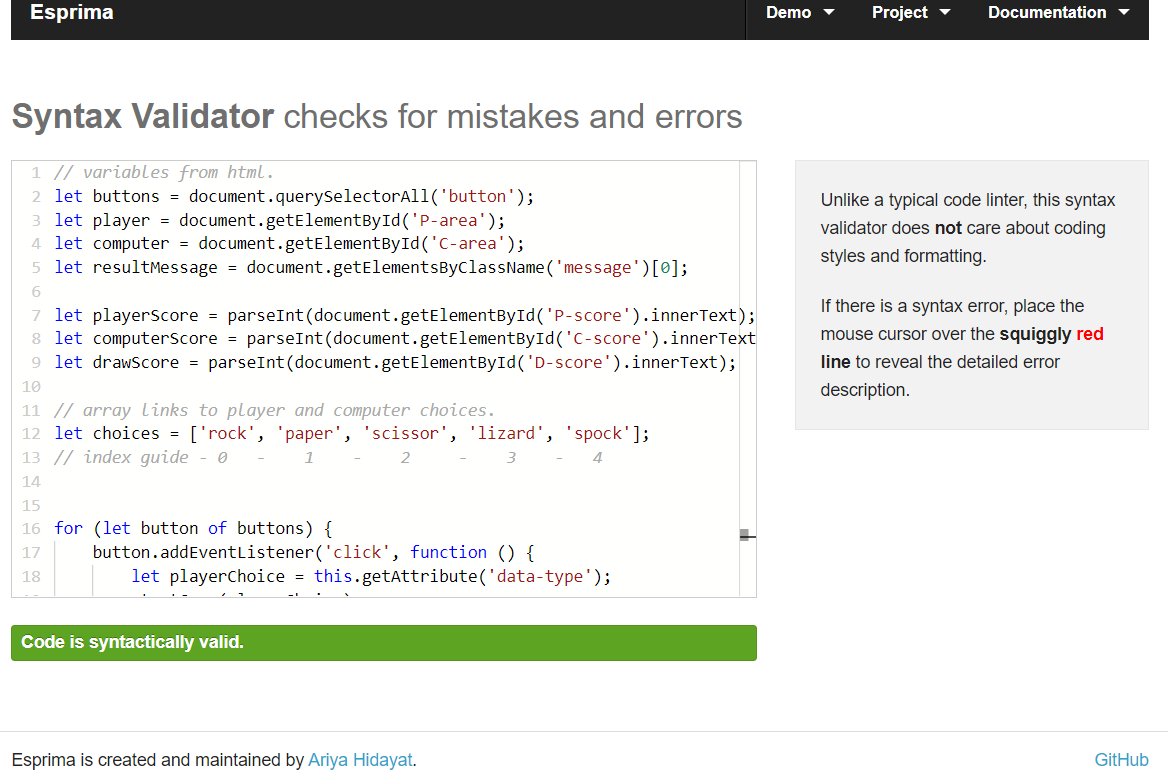 Esprima
Demo Project Documentation
Syntax Validator checks for mistakes and errors
1 // variables from html.
2 let buttons = document.querySelectorAll('button');
3 let player = document.getElementById('P-area');
4 let computer = document.getElementById('C-area');
5 let resultMessage = document.getElementsByClassName('message')[0];
6
7 let playerScore = parseInt(document.getElementById('P-score').innerText);
8 let computerScore = parseInt(document.getElementById('C-score').innerText
9 let drawScore = parseInt(document.getElementById('D-score').innerText);
10
11 // array links to player and computer choices.
12 let choices = ['rock', 'paper', 'scissor', 'lizard', 'spock'];
13 // index guide - 0 - 1 - 2 - 3 - 4
14
15
16 for (let button of buttons) {
17 button.addEventListener('click', function () {
18 let playerChoice = this.getAttribute('data-type');
Unlike a typical code linter, this syntax
validator does not care about coding
styles and formatting.
If there is a syntax error, place the
mouse cursor over the squiggly red
line to reveal the detailed error
description.
Code is syntactically valid.
Esprima is created and maintained by Ariya Hidayat.
GitHub